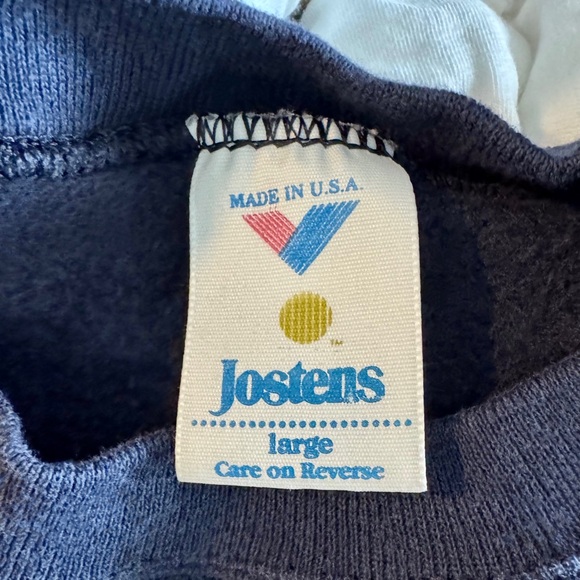 MADE IN U.S.A.
™
Jostens
large
Care on Reverse